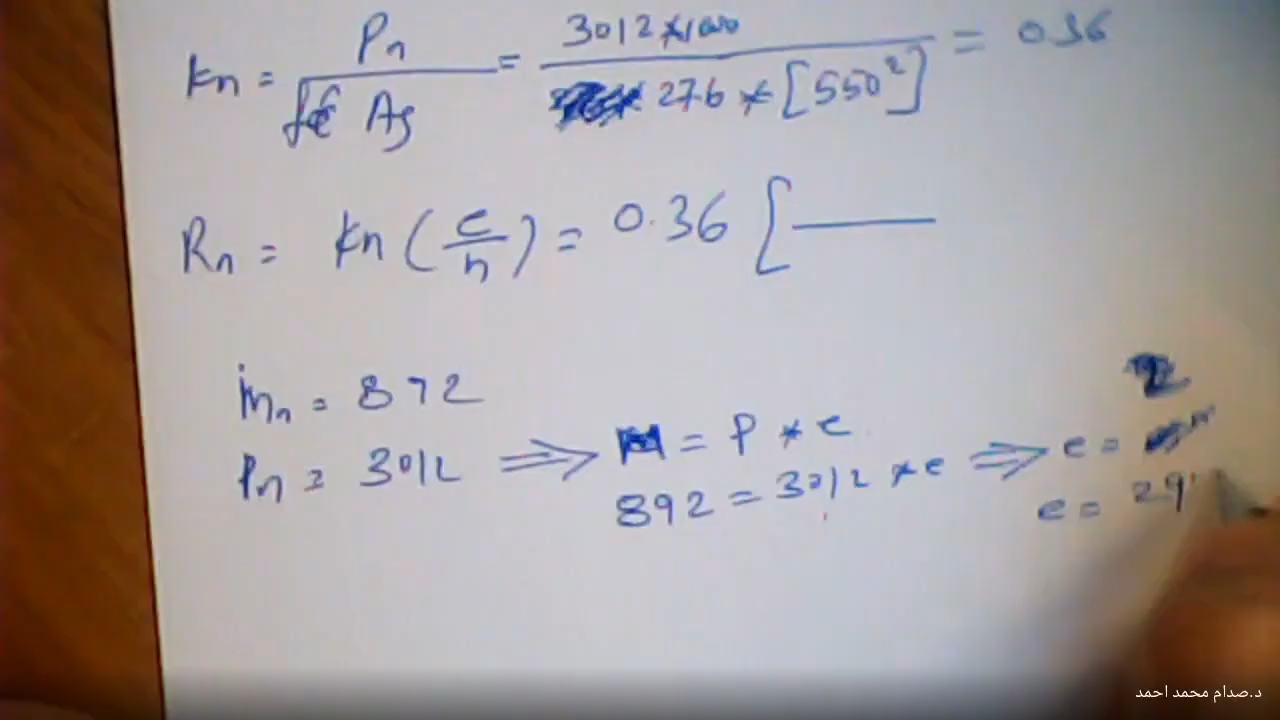 Kn = Pn / f'c Ag = 3012*1000 / 27.6 * [550²] = 0.36
Rn = Kn ( e / h ) = 0.36 [
Mn = 892
Pn = 3012 ⟹ M = P * e ⟹ e =
892 = 3012 * e e = 29
د.صدام محمد احمد